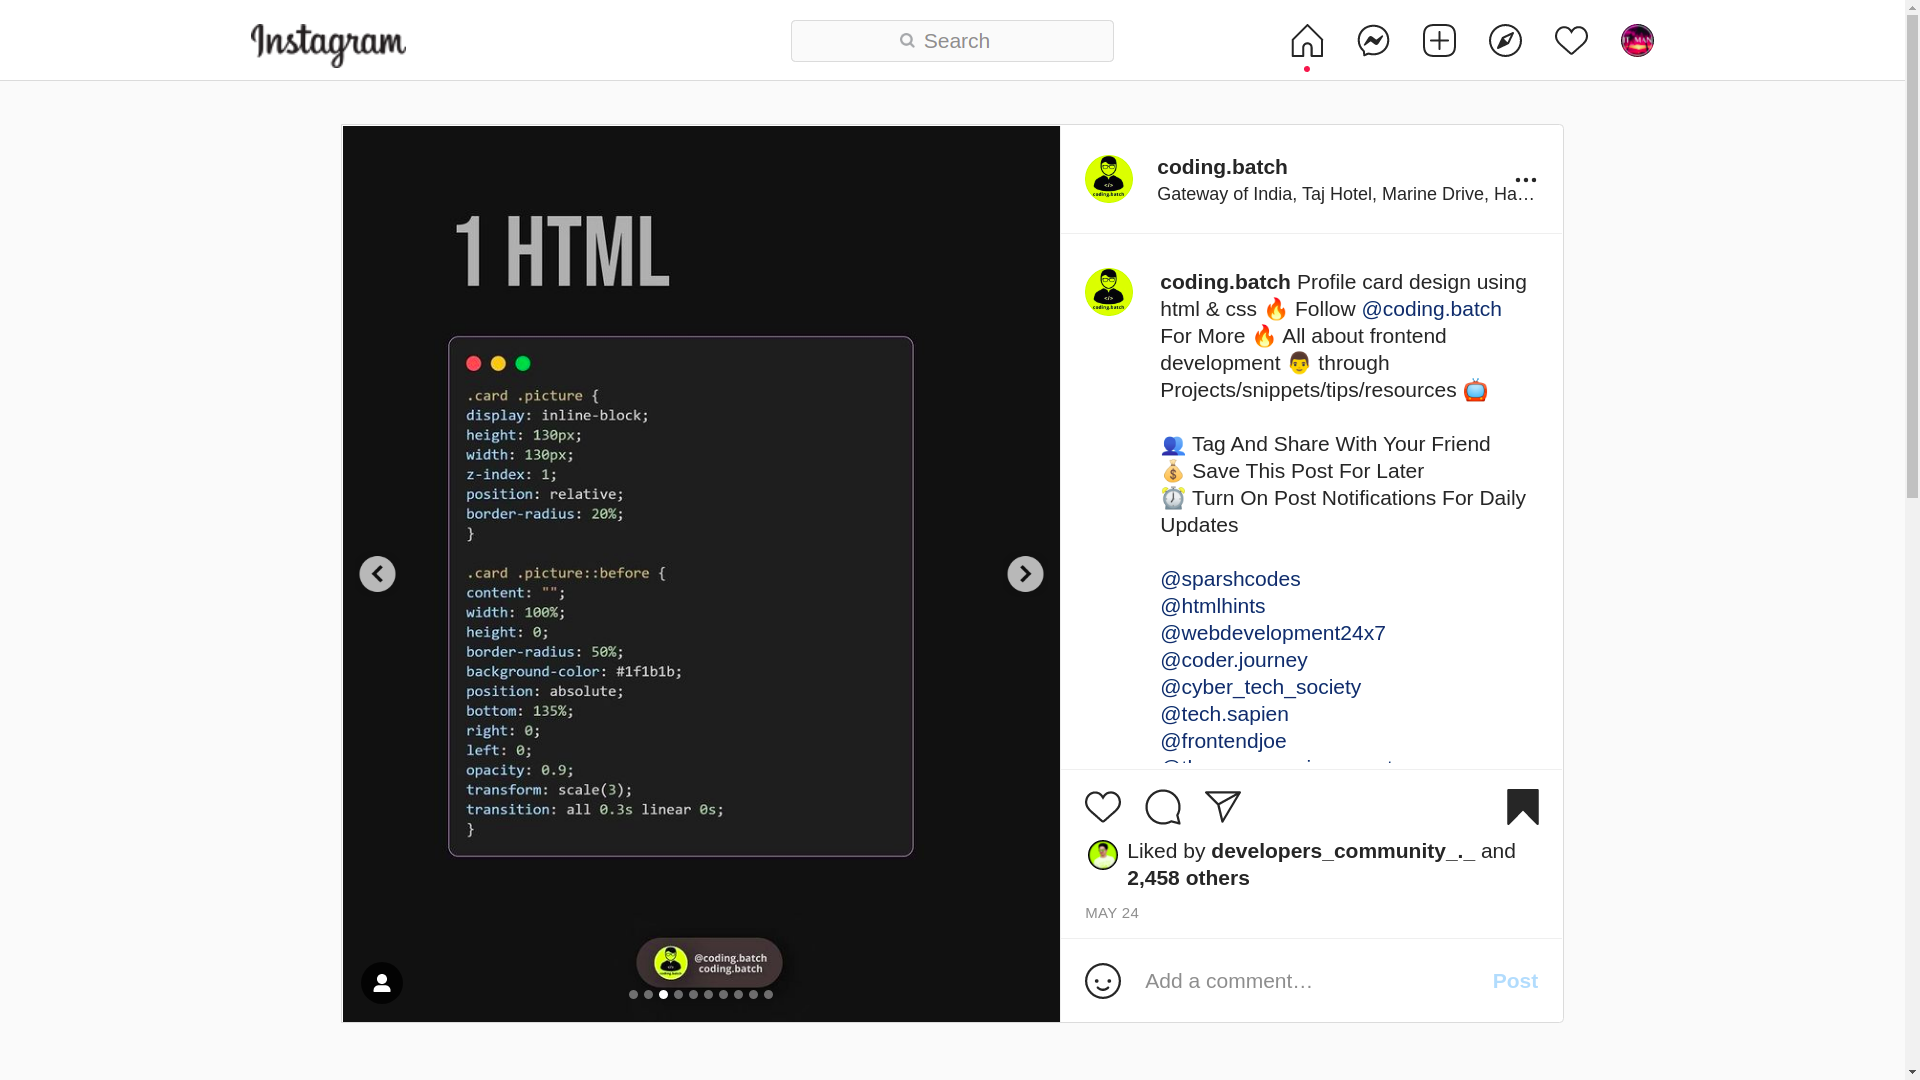 Instagram
Search
1 HTML
.card .picture {
display: inline-block;
height: 130px;
width: 130px;
z-index: 1;
position: relative;
border-radius: 20%;
}
.card .picture::before {
content: "";
width: 100%;
height: 0;
border-radius: 50%;
background-color: #1f1b1b;
position: absolute;
bottom: 135%;
right: 0;
left: 0;
opacity: 0.9;
transform: scale(3);
transition: all 0.3s linear 0s;
}
@coding.batch
coding.batch
coding.batch
Gateway of India, Taj Hotel, Marine Drive, Ha…
coding.batch Profile card design using
html & css 🔥 Follow @coding.batch
For More 🔥 All about frontend
development 👨 through
Projects/snippets/tips/resources 📺
👥 Tag And Share With Your Friend
💰 Save This Post For Later
⏰ Turn On Post Notifications For Daily
Updates
@sparshcodes
@htmlhints
@webdevelopment24x7
@coder.journey
@cyber_tech_society
@tech.sapien
@frontendjoe
Liked by developers_community_._ and
2,458 others
MAY 24
Add a comment…
Post